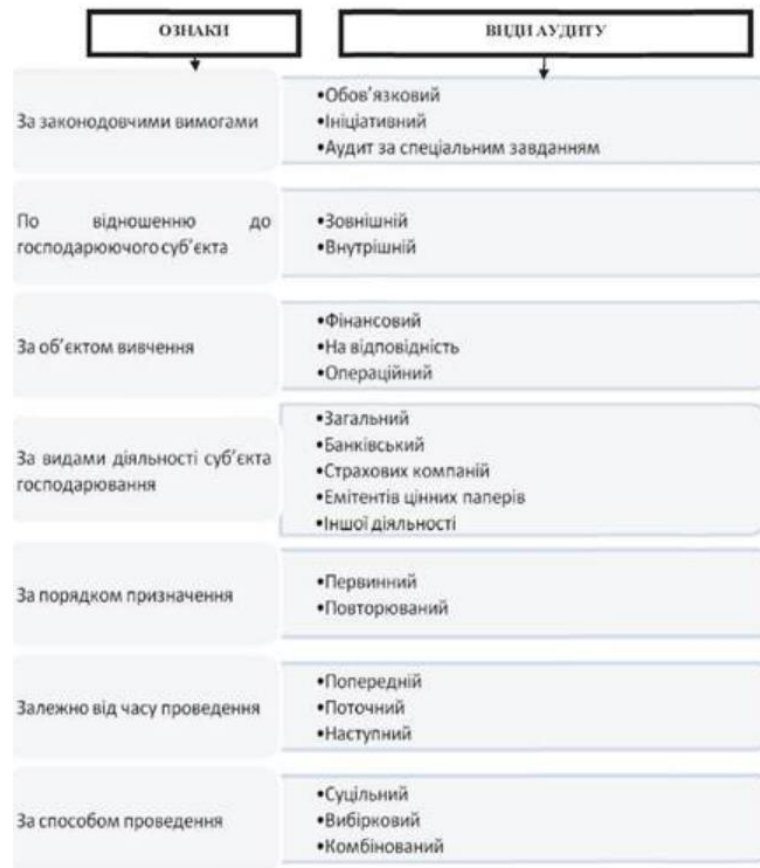 ОЗНАКИ
ВИДИ АУДИТУ
За законодовчими вимогами
•Обов’язковий
•Ініціативний
•Аудит за спеціальним завданням
По відношенню до
господарюючого суб’єкта
•Зовнішній
•Внутрішній
За об’єктом вивчення
•Фінансовий
•На відповідність
•Операційний
За видами діяльності суб’єкта
господарювання
•Загальний
•Банківський
•Страхових компаній
•Емітентів цінних паперів
•Іншої діяльності
За порядком призначення
•Первинний
•Повторюваний
Залежно від часу проведення
•Попередній
•Поточний
•Наступний
За способом проведення
•Суцільний
•Вибірковий
•Комбінований